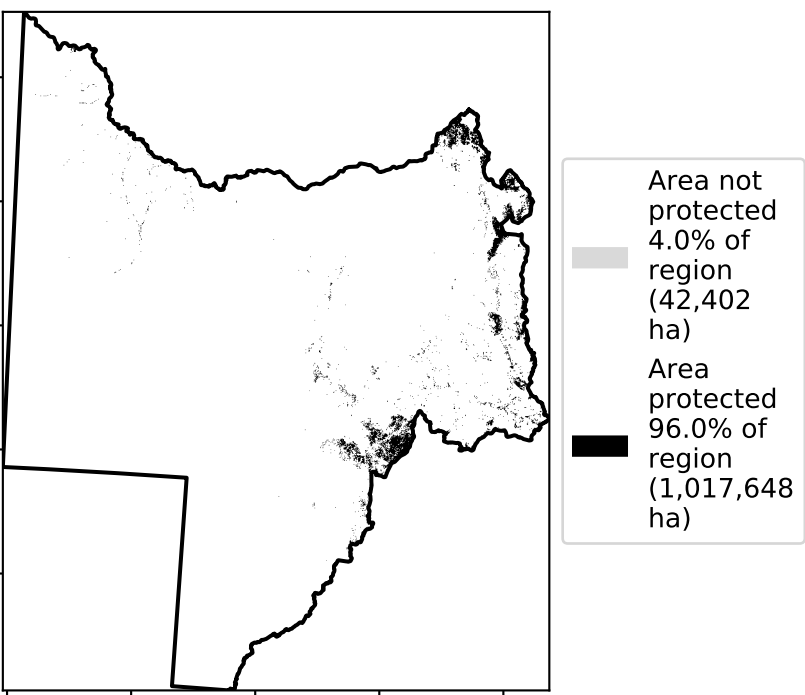 Area not
protected
4.0% of
region
(42,402
ha)
Area
protected
96.0% of
region
(1,017,648
ha)